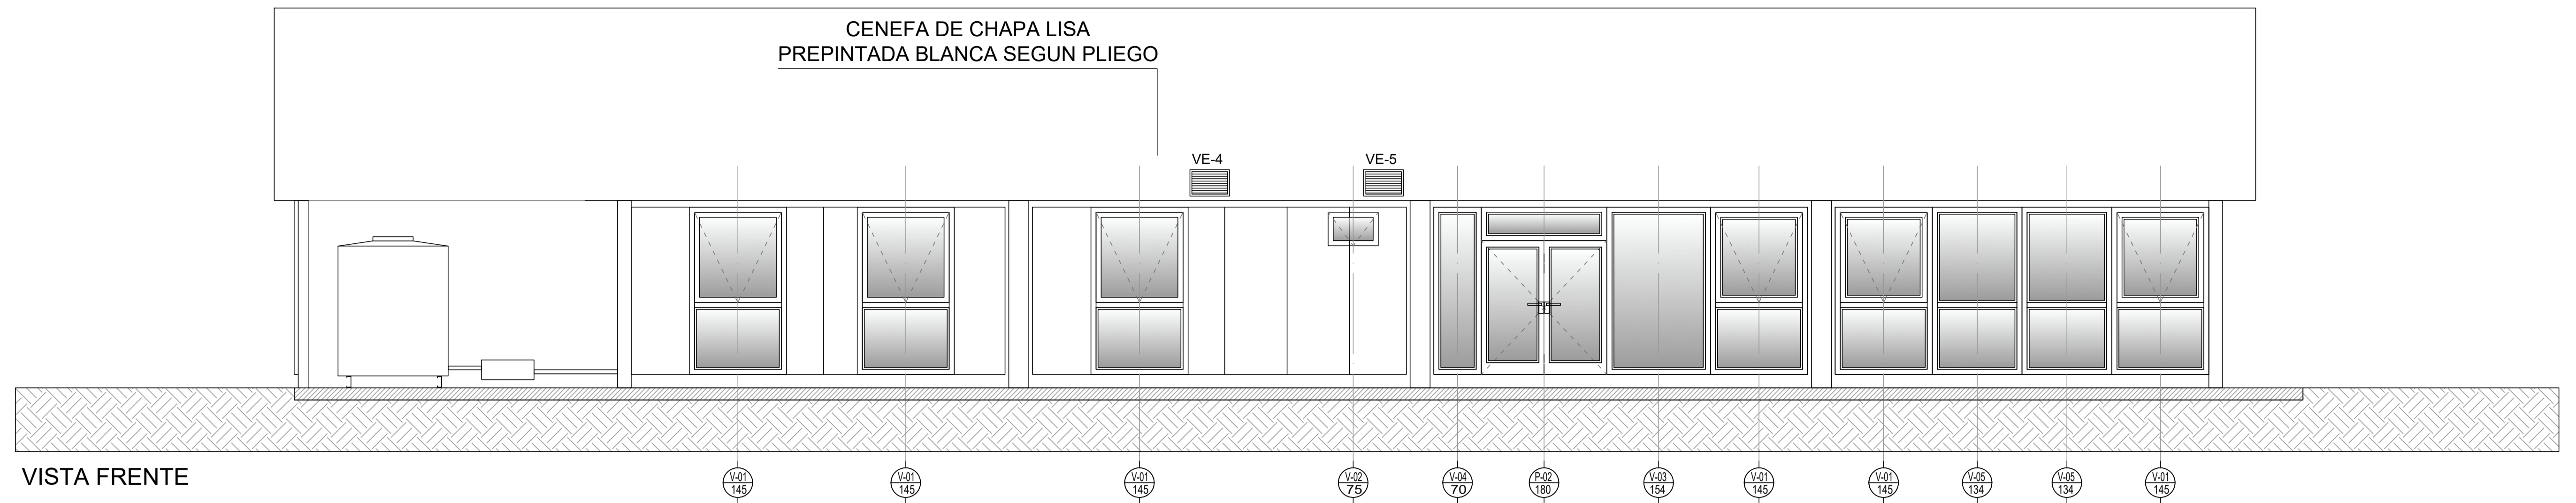 CENEFA DE CHAPA LISA
PREPINTADA BLANCA SEGUN PLIEGO
VE-4
VE-5
VISTA FRENTE
V-01
145
V-01
145
V-01
145
V-02
75
V-04
70
P-02
180
V-03
154
V-01
145
V-01
145
V-05
134
V-05
134
V-01
145